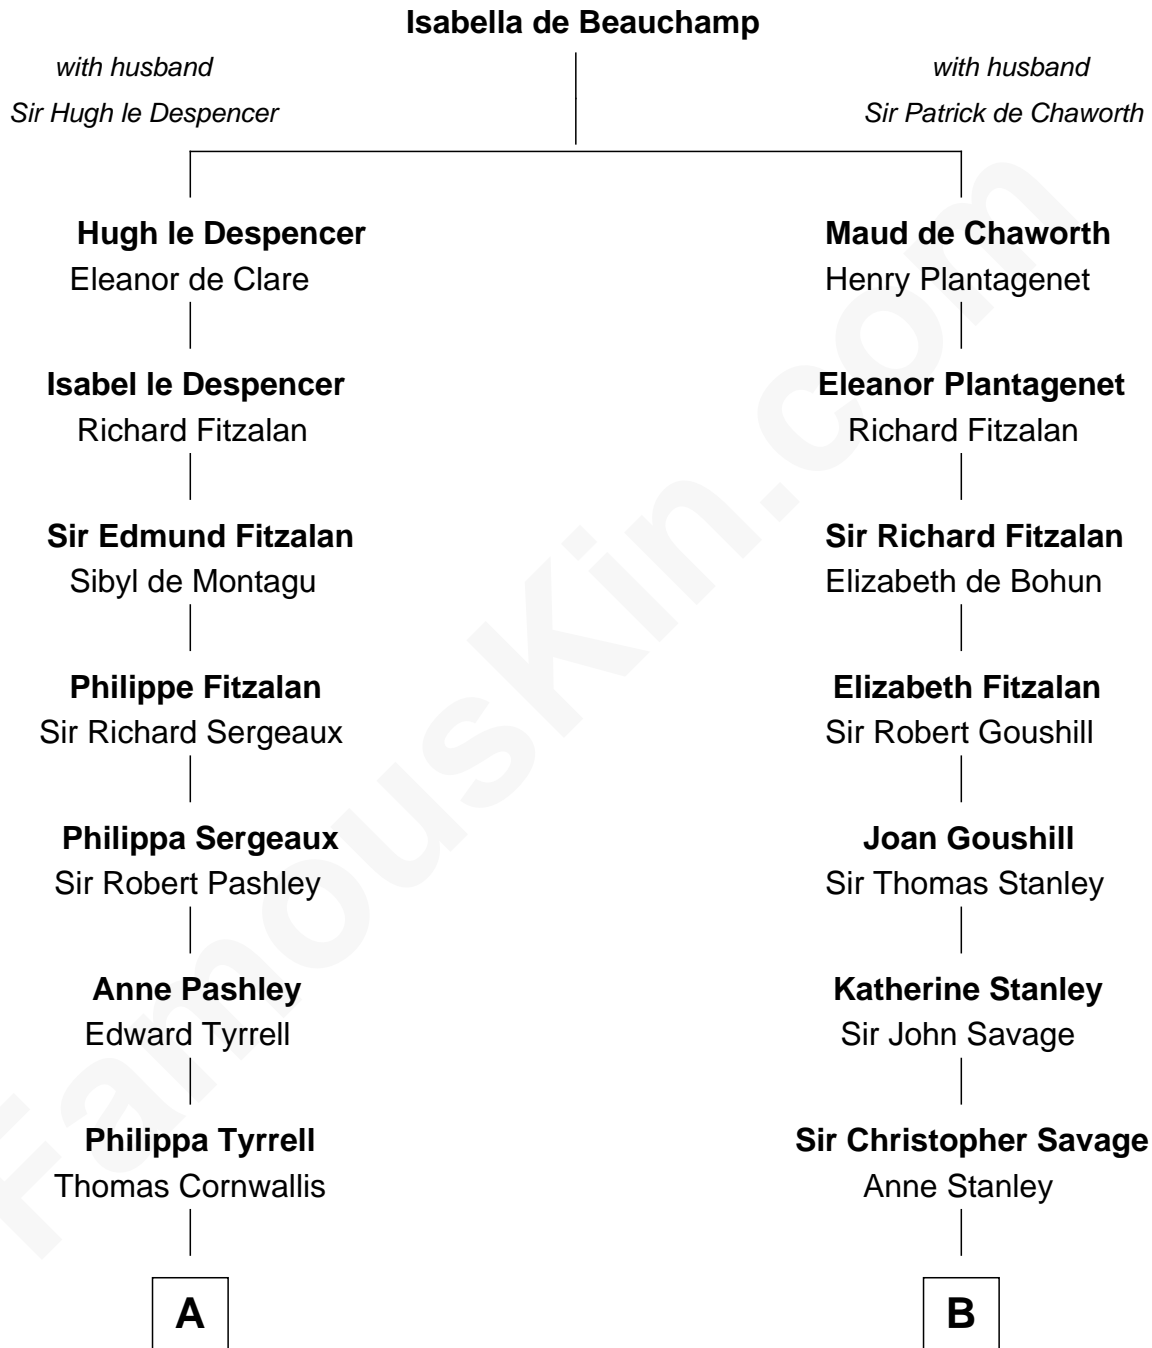 Isabella de Beauchamp
with husband
Sir Hugh le Despencer
with husband
Sir Patrick de Chaworth
Hugh le Despencer
Eleanor de Clare
Maud de Chaworth
Henry Plantagenet
Isabel le Despencer
Richard Fitzalan
Eleanor Plantagenet
Richard Fitzalan
Sir Edmund Fitzalan
Sibyl de Montagu
Sir Richard Fitzalan
Elizabeth de Bohun
Philippe Fitzalan
Sir Richard Sergeaux
Elizabeth Fitzalan
Sir Robert Goushill
Philippa Sergeaux
Sir Robert Pashley
Joan Goushill
Sir Thomas Stanley
Anne Pashley
Edward Tyrrell
Katherine Stanley
Sir John Savage
Philippa Tyrrell
Thomas Cornwallis
Sir Christopher Savage
Anne Stanley
A
B
FamousKin.com